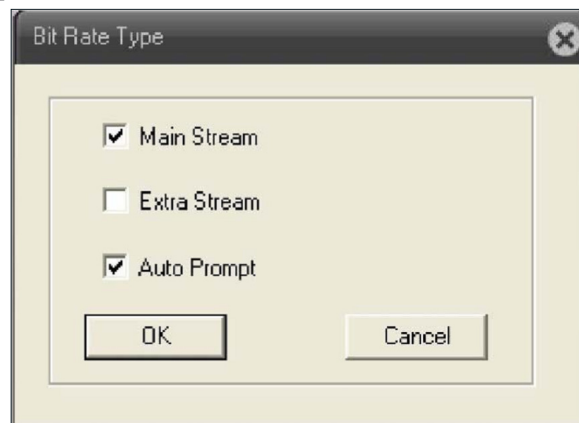 Bit Rate Type
Main Stream
Extra Stream
Auto Prompt
OK Cancel